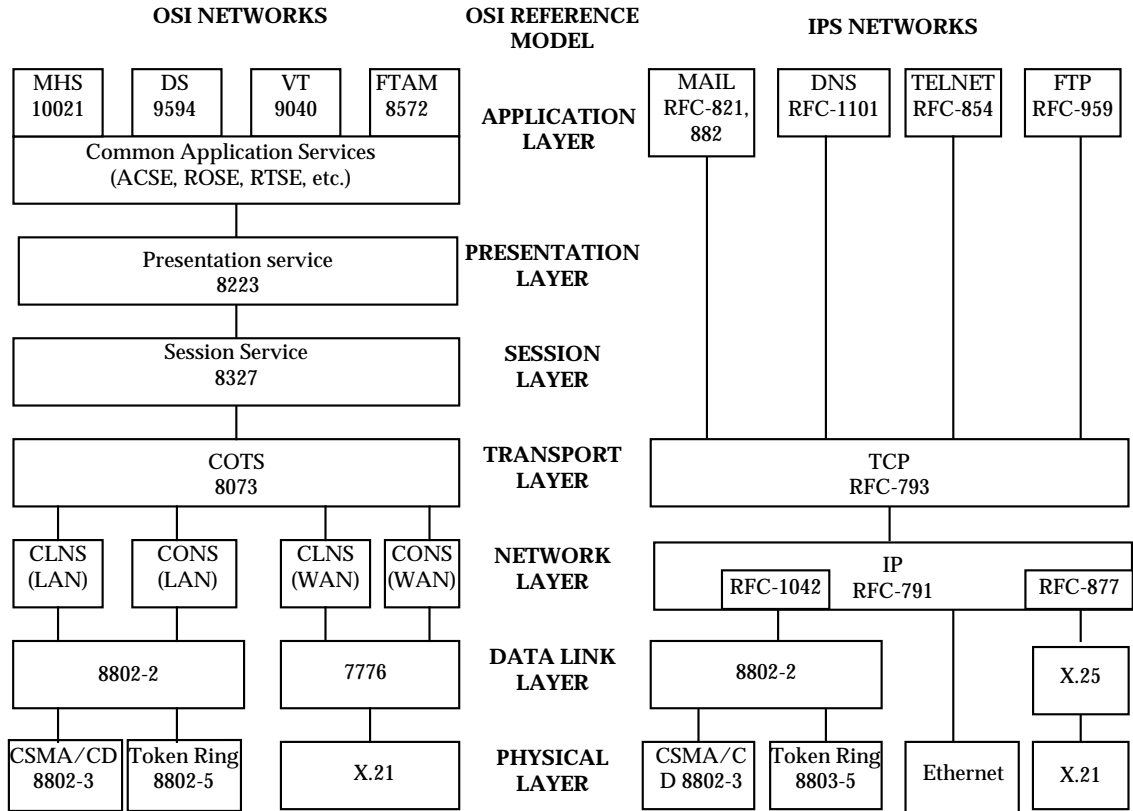 OSI NETWORKS
OSI REFERENCE
MODEL
IPS NETWORKS
MHS
10021
DS
9594
VT
9040
FTAM
8572
APPLICATION
LAYER
MAIL
RFC-821,
882
DNS
RFC-1101
TELNET
RFC-854
FTP
RFC-959
Common Application Services
(ACSE, ROSE, RTSE, etc.)
Presentation service
8223
PRESENTATION
LAYER
Session Service
8327
SESSION
LAYER
COTS
8073
TRANSPORT
LAYER
TCP
RFC-793
CLNS
(LAN)
CONS
(LAN)
CLNS
(WAN)
CONS
(WAN)
NETWORK
LAYER
IP
RFC-791
RFC-1042
RFC-877
8802-2
7776
DATA LINK
LAYER
8802-2
X.25
CSMA/CD
8802-3
Token Ring
8802-5
X.21
PHYSICAL
LAYER
CSMA/C
D 8802-3
Token Ring
8803-5
Ethernet
X.21